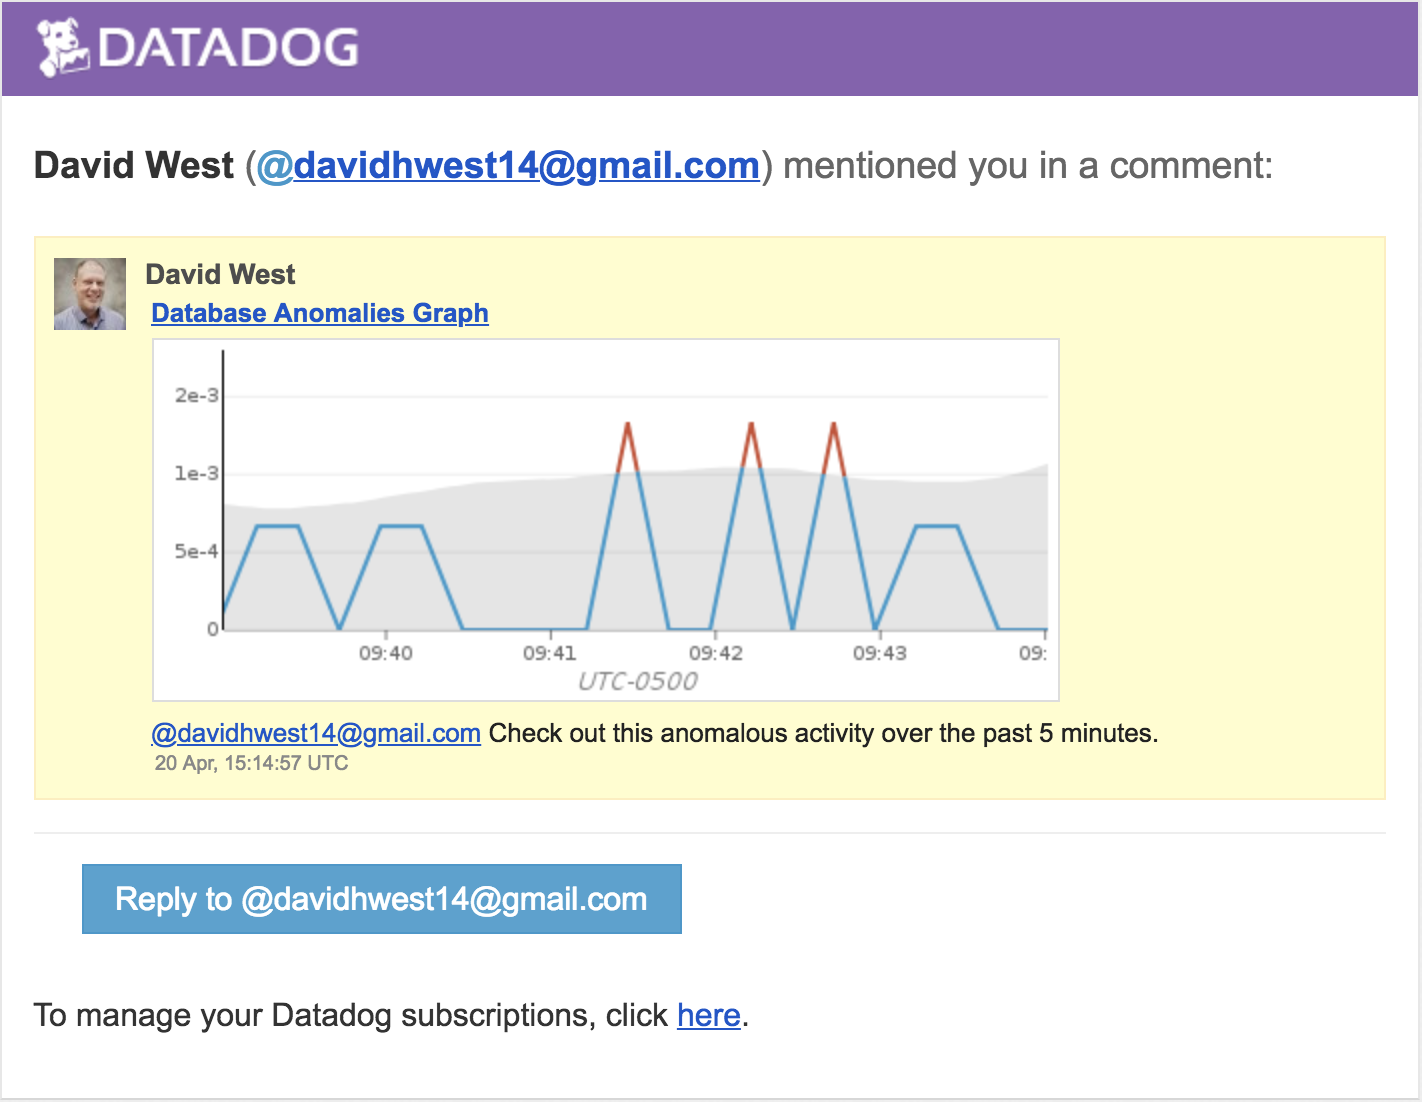 DATADOG
David West (@davidhwest14@gmail.com) mentioned you in a comment:
David West
Database Anomalies Graph
2e-3
1e-3
5e-4
0
09:40 09:41 09:42 09:43 09:
UTC-0500
@davidhwest14@gmail.com Check out this anomalous activity over the past 5 minutes.
20 Apr, 15:14:57 UTC
Reply to @davidhwest14@gmail.com
To manage your Datadog subscriptions, click here.